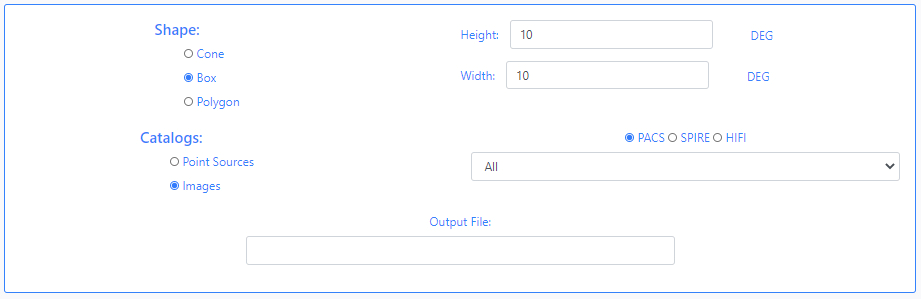 Shape:
Cone
Box
Polygon
Height: 10 DEG
Width: 10 DEG
Catalogs:
Point Sources
Images
PACS SPIRE HIFI
All
Output File: